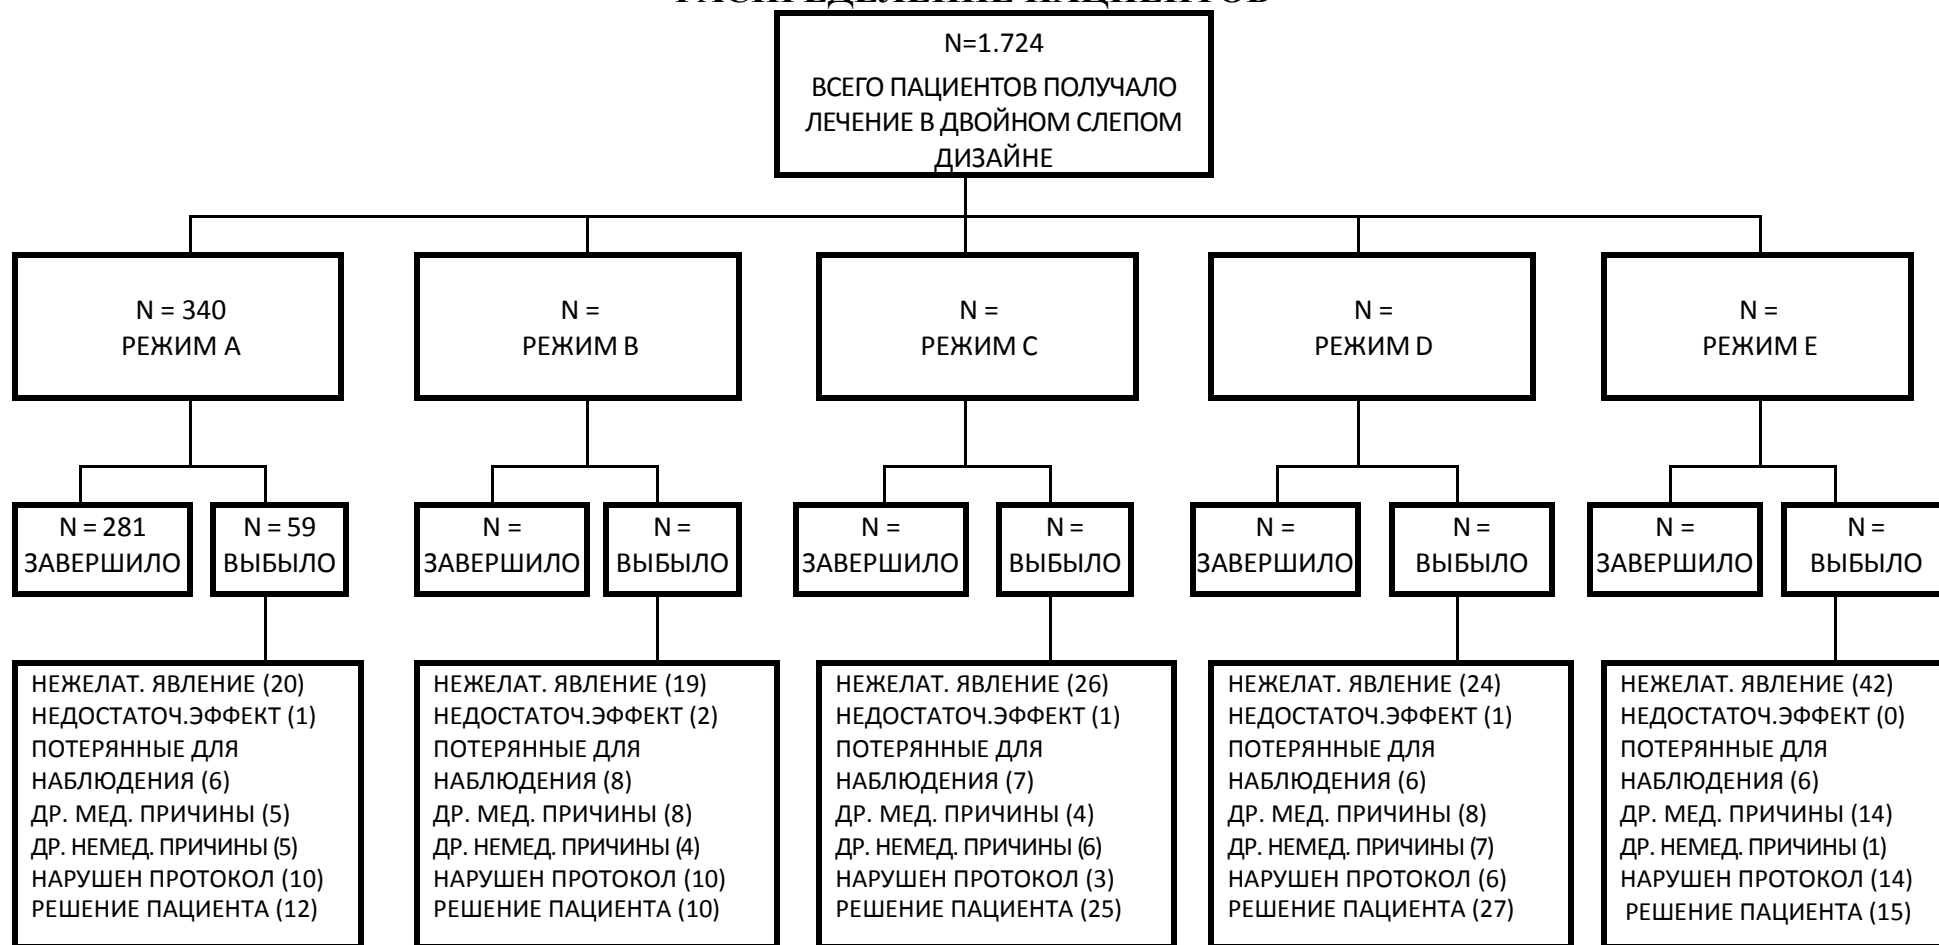 РАСПРЕДЕЛЕНИЕ ПАЦИЕНТОВ
N=1.724
ВСЕГО ПАЦИЕНТОВ ПОЛУЧАЛО
ЛЕЧЕНИЕ В ДВОЙНОМ СЛЕПОМ
ДИЗАЙНЕ
N = 340
РЕЖИМ A
N =
РЕЖИМ B
N =
РЕЖИМ C
N =
РЕЖИМ D
N =
РЕЖИМ E
N = 281
ЗАВЕРШИЛО
N = 59
ВЫБЫЛО
N =
ЗАВЕРШИЛО
N =
ВЫБЫЛО
N =
ЗАВЕРШИЛО
N =
ВЫБЫЛО
N =
ЗАВЕРШИЛО
N =
ВЫБЫЛО
N =
ЗАВЕРШИЛО
N =
ВЫБЫЛО
НЕЖЕЛАТ. ЯВЛЕНИЕ (20)
НЕДОСТАТОЧ.ЭФФЕКТ (1)
ПОТЕРЯННЫЕ ДЛЯ
НАБЛЮДЕНИЯ (6)
ДР. МЕД. ПРИЧИНЫ (5)
ДР. НЕМЕД. ПРИЧИНЫ (5)
НАРУШЕН ПРОТОКОЛ (10)
РЕШЕНИЕ ПАЦИЕНТА (12)
НЕЖЕЛАТ. ЯВЛЕНИЕ (19)
НЕДОСТАТОЧ.ЭФФЕКТ (2)
ПОТЕРЯННЫЕ ДЛЯ
НАБЛЮДЕНИЯ (8)
ДР. МЕД. ПРИЧИНЫ (8)
ДР. НЕМЕД. ПРИЧИНЫ (4)
НАРУШЕН ПРОТОКОЛ (10)
РЕШЕНИЕ ПАЦИЕНТА (10)
НЕЖЕЛАТ. ЯВЛЕНИЕ (26)
НЕДОСТАТОЧ.ЭФФЕКТ (1)
ПОТЕРЯННЫЕ ДЛЯ
НАБЛЮДЕНИЯ (7)
ДР. МЕД. ПРИЧИНЫ (4)
ДР. НЕМЕД. ПРИЧИНЫ (6)
НАРУШЕН ПРОТОКОЛ (3)
РЕШЕНИЕ ПАЦИЕНТА (25)
НЕЖЕЛАТ. ЯВЛЕНИЕ (24)
НЕДОСТАТОЧ.ЭФФЕКТ (1)
ПОТЕРЯННЫЕ ДЛЯ
НАБЛЮДЕНИЯ (6)
ДР. МЕД. ПРИЧИНЫ (8)
ДР. НЕМЕД. ПРИЧИНЫ (7)
НАРУШЕН ПРОТОКОЛ (6)
РЕШЕНИЕ ПАЦИЕНТА (27)
НЕЖЕЛАТ. ЯВЛЕНИЕ (42)
НЕДОСТАТОЧ.ЭФФЕКТ (0)
ПОТЕРЯННЫЕ ДЛЯ
НАБЛЮДЕНИЯ (6)
ДР. МЕД. ПРИЧИНЫ (14)
ДР. НЕМЕД. ПРИЧИНЫ (1)
НАРУШЕН ПРОТОКОЛ (14)
РЕШЕНИЕ ПАЦИЕНТА (15)